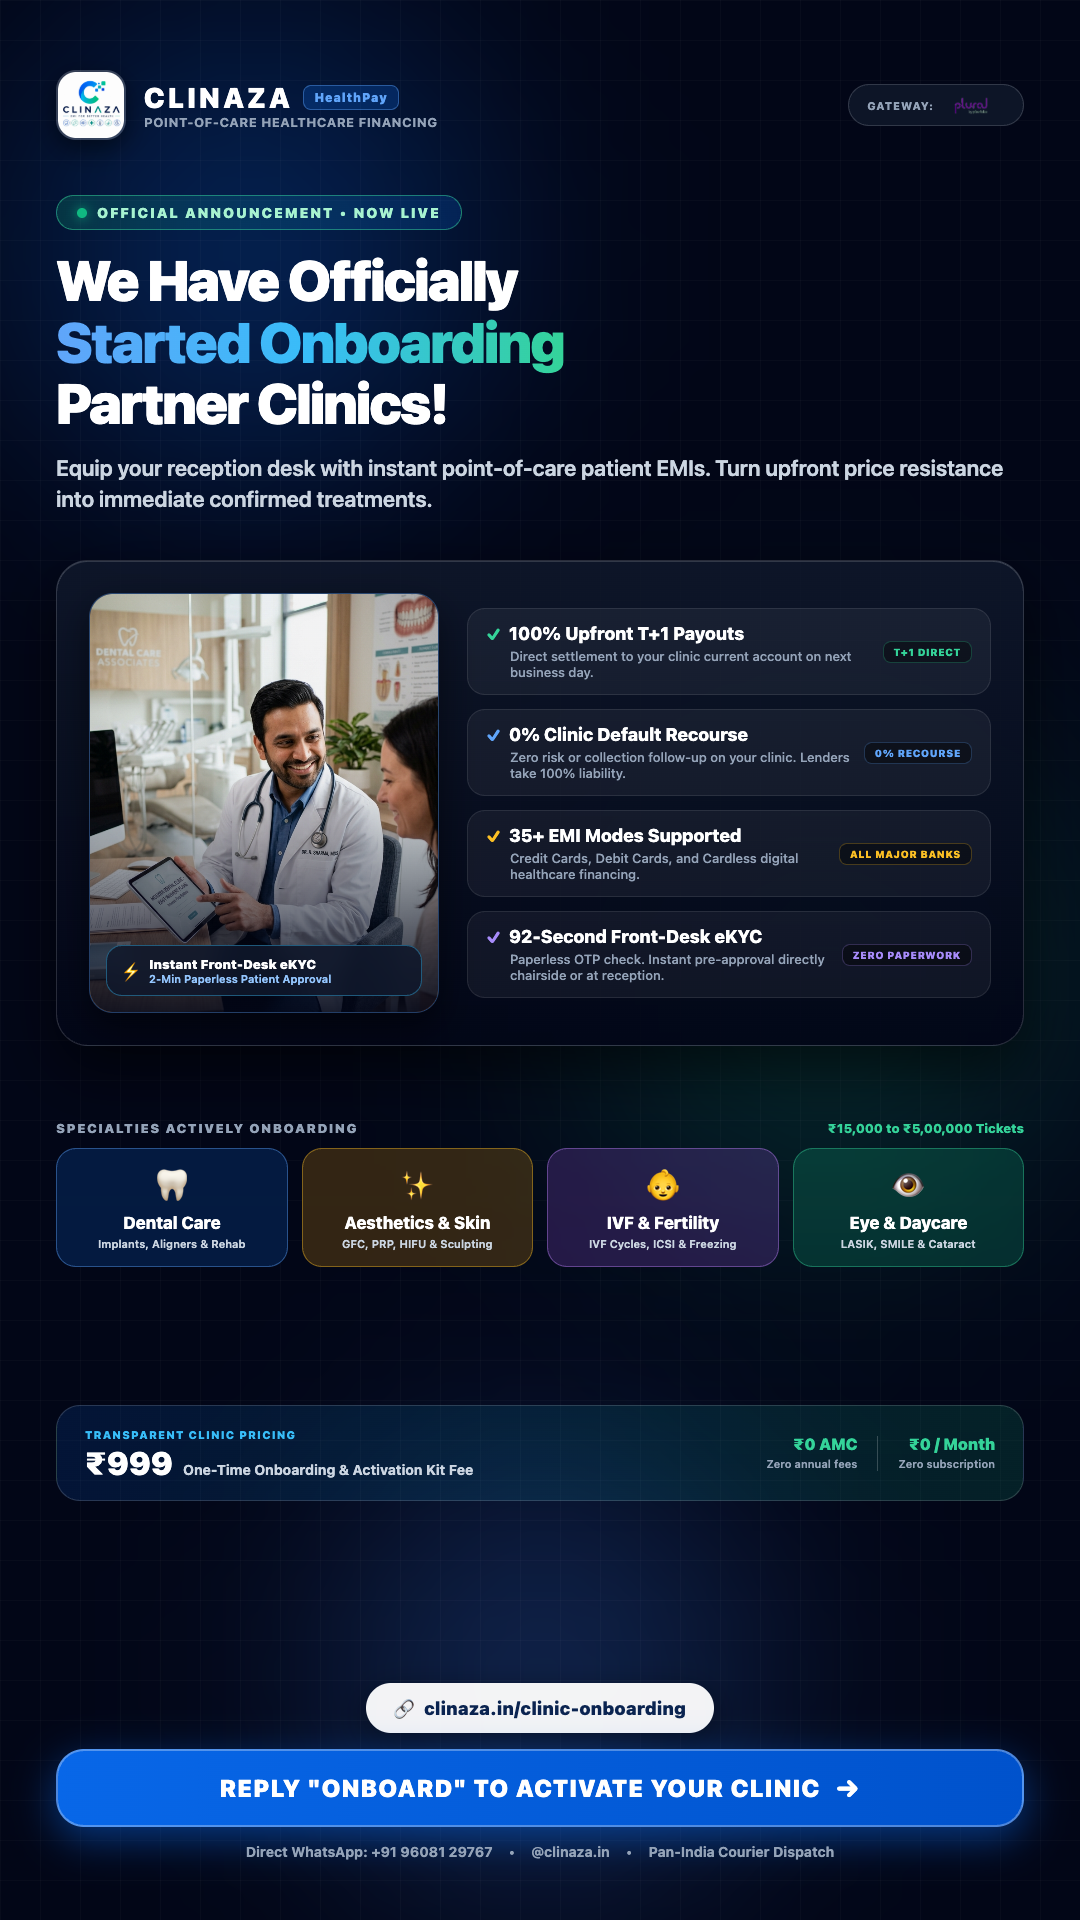 CLINAZA
CLINAZA HealthPay
POINT-OF-CARE HEALTHCARE FINANCING
GATEWAY: plural
OFFICIAL ANNOUNCEMENT • NOW LIVE
We Have Officially
Started Onboarding
Partner Clinics!
Equip your reception desk with instant point-of-care patient EMIs. Turn upfront price resistance
into immediate confirmed treatments.
DENTAL CARE
ASSOCIATES
Instant Front-Desk eKYC
2-Min Paperless Patient Approval
100% Upfront T+1 Payouts
Direct settlement to your clinic current account on next
business day.
T+1 DIRECT
0% Clinic Default Recourse
Zero risk or collection follow-up on your clinic. Lenders
take 100% liability.
0% RECOURSE
35+ EMI Modes Supported
Credit Cards, Debit Cards, and Cardless digital
healthcare financing.
ALL MAJOR BANKS
92-Second Front-Desk eKYC
Paperless OTP check. Instant pre-approval directly
chairside or at reception.
ZERO PAPERWORK
SPECIALTIES ACTIVELY ONBOARDING
₹15,000 to ₹5,00,000 Tickets
Dental Care
Implants, Aligners & Rehab
Aesthetics & Skin
GFC, PRP, HIFU & Sculpting
IVF & Fertility
IVF Cycles, ICSI & Freezing
Eye & Daycare
LASIK, SMILE & Cataract
TRANSPARENT CLINIC PRICING
₹999 One-Time Onboarding & Activation Kit Fee
₹0 AMC
Zero annual fees
₹0 / Month
Zero subscription
clinaza.in/clinic-onboarding
REPLY "ONBOARD" TO ACTIVATE YOUR CLINIC →
Direct WhatsApp: +91 96081 29767 • @clinaza.in • Pan-India Courier Dispatch